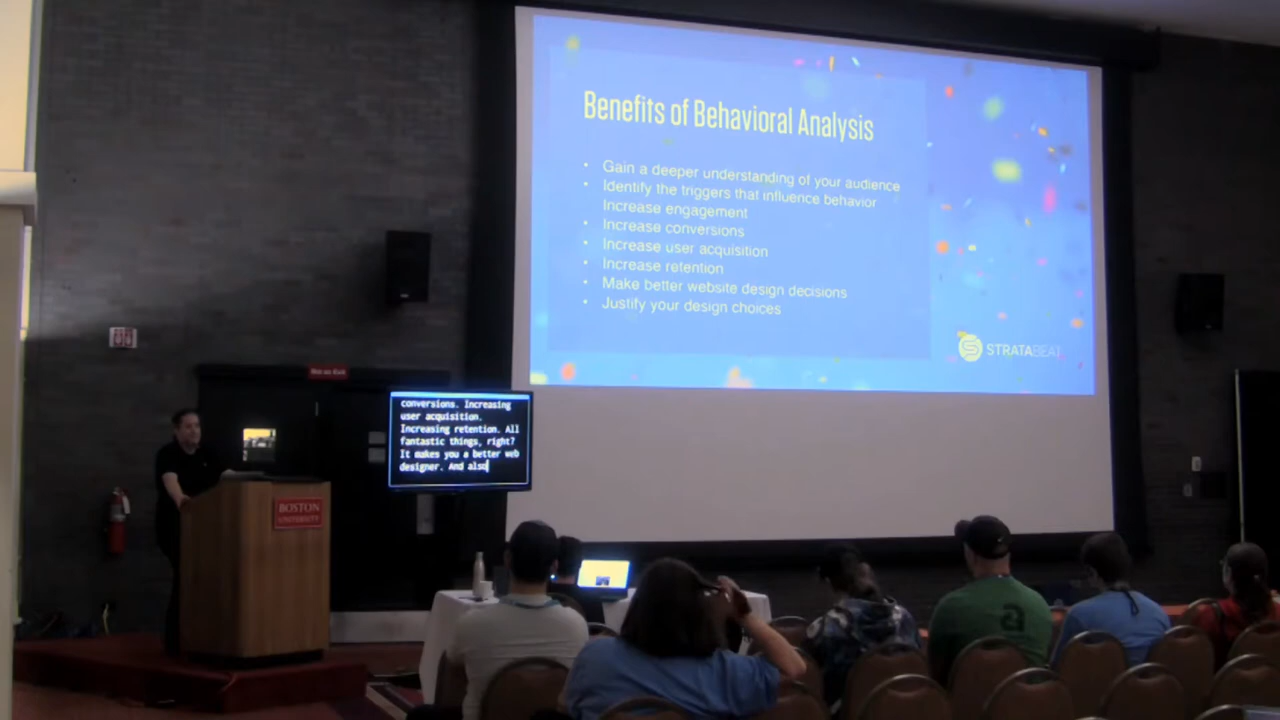 Benefits of Behavioral Analysis
• Gain a deeper understanding of your audience
• Identify the triggers that influence behavior
Increase engagement
• Increase conversions
• Increase user acquisition
• Increase retention
• Make better website design decisions
• Justify your design choices
STRATABEAT
conversions. Increasing
user acquisition.
Increasing retention. All
fantastic things, right?
It makes you a better web
designer. And also
BOSTON
UNIVERSITY
a